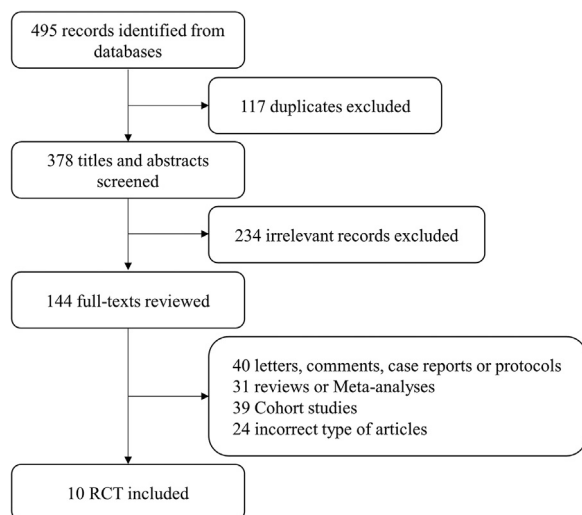 495 records identified from
databases
117 duplicates excluded
378 titles and abstracts
screened
234 irrelevant records excluded
144 full-texts reviewed
40 letters, comments, case reports or protocols
31 reviews or Meta-analyses
39 Cohort studies
24 incorrect type of articles
10 RCT included